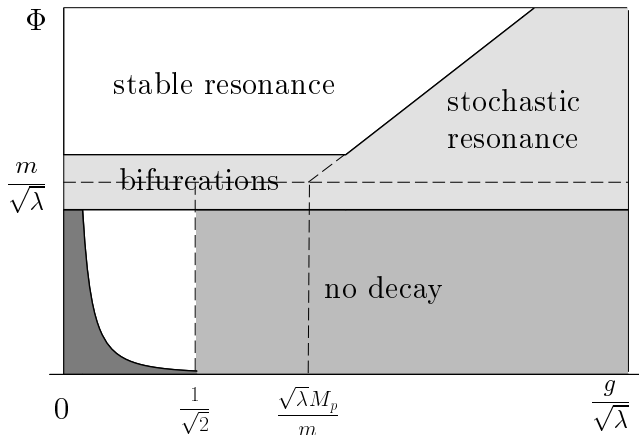 Φ
stable resonance
stochastic
resonance
m/√λ
bifurcations
no decay
0
1/√2
√λM_p/m
g/√λ